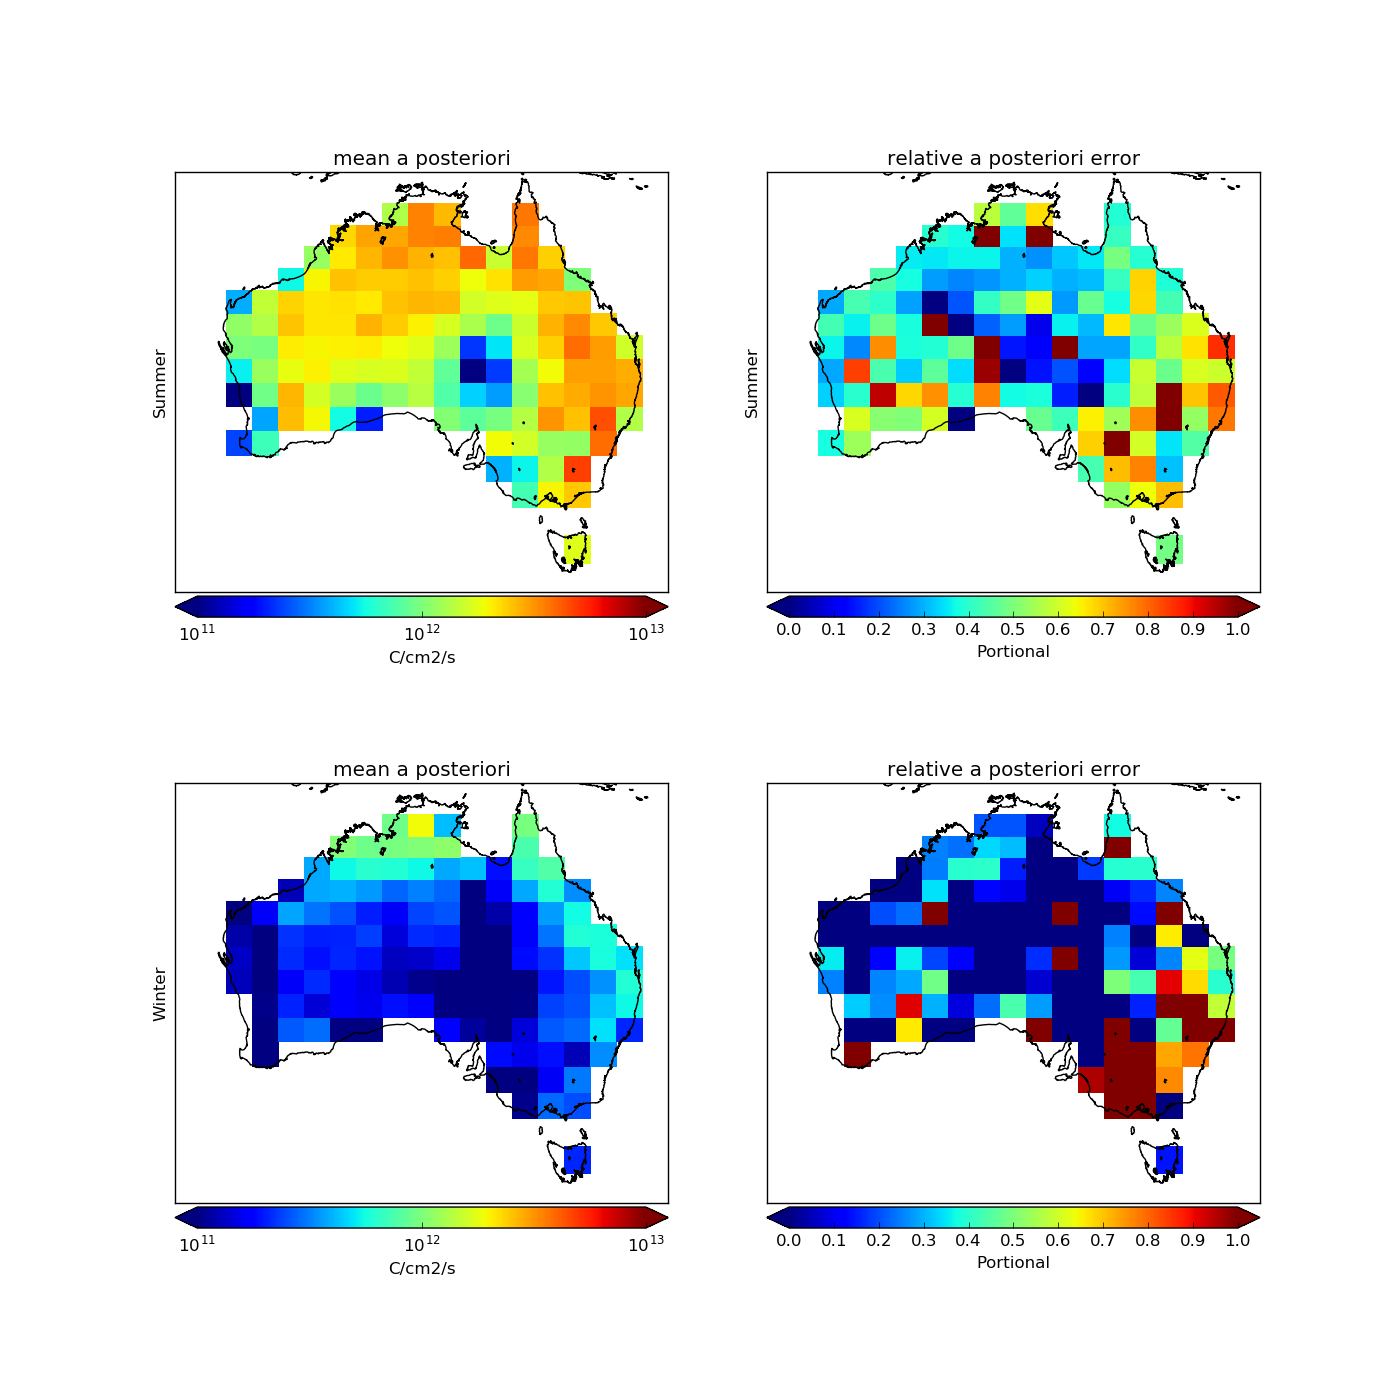 mean a posteriori
relative a posteriori error
Summer
Summer
10^11 10^12 10^13
C/cm2/s
0.0 0.1 0.2 0.3 0.4 0.5 0.6 0.7 0.8 0.9 1.0
Portional
mean a posteriori
relative a posteriori error
Winter
10^11 10^12 10^13
C/cm2/s
0.0 0.1 0.2 0.3 0.4 0.5 0.6 0.7 0.8 0.9 1.0
Portional